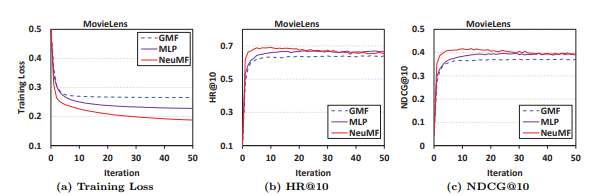 MovieLens
0.5
0.4
0.3
0.2
0.1
Training Loss
GMF
MLP
NeuMF
0 10 20 30 40 50
Iteration
(a) Training Loss
MovieLens
0.7
0.5
0.3
0.1
HR@10
GMF
MLP
NeuMF
0 10 20 30 40 50
Iteration
(b) HR@10
MovieLens
0.5
0.4
0.3
0.2
0.1
0
NDCG@10
GMF
MLP
NeuMF
0 10 20 30 40 50
Iteration
(c) NDCG@10